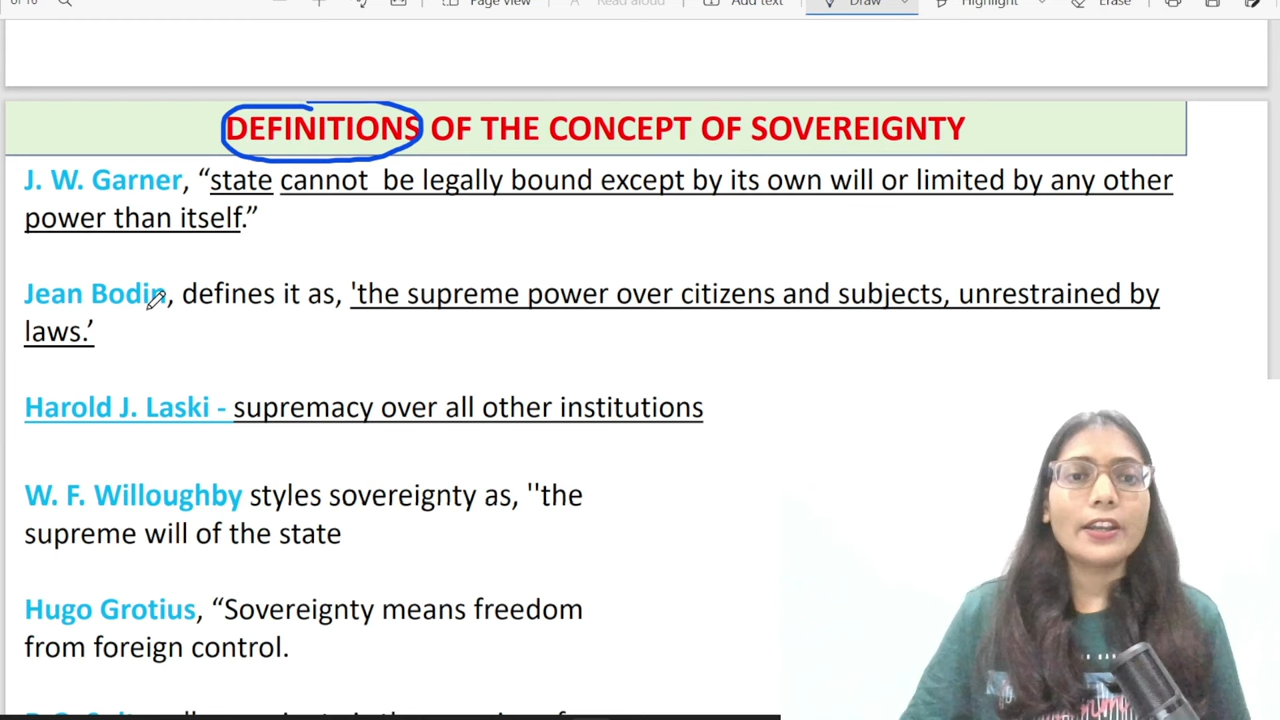 Page view Read aloud Add text Draw Highlight Erase
DEFINITIONS OF THE CONCEPT OF SOVEREIGNTY
J. W. Garner, “state cannot be legally bound except by its own will or limited by any other
power than itself.”
Jean Bodin, defines it as, 'the supreme power over citizens and subjects, unrestrained by
laws.’
Harold J. Laski - supremacy over all other institutions
W. F. Willoughby styles sovereignty as, ''the
supreme will of the state
Hugo Grotius, “Sovereignty means freedom
from foreign control.